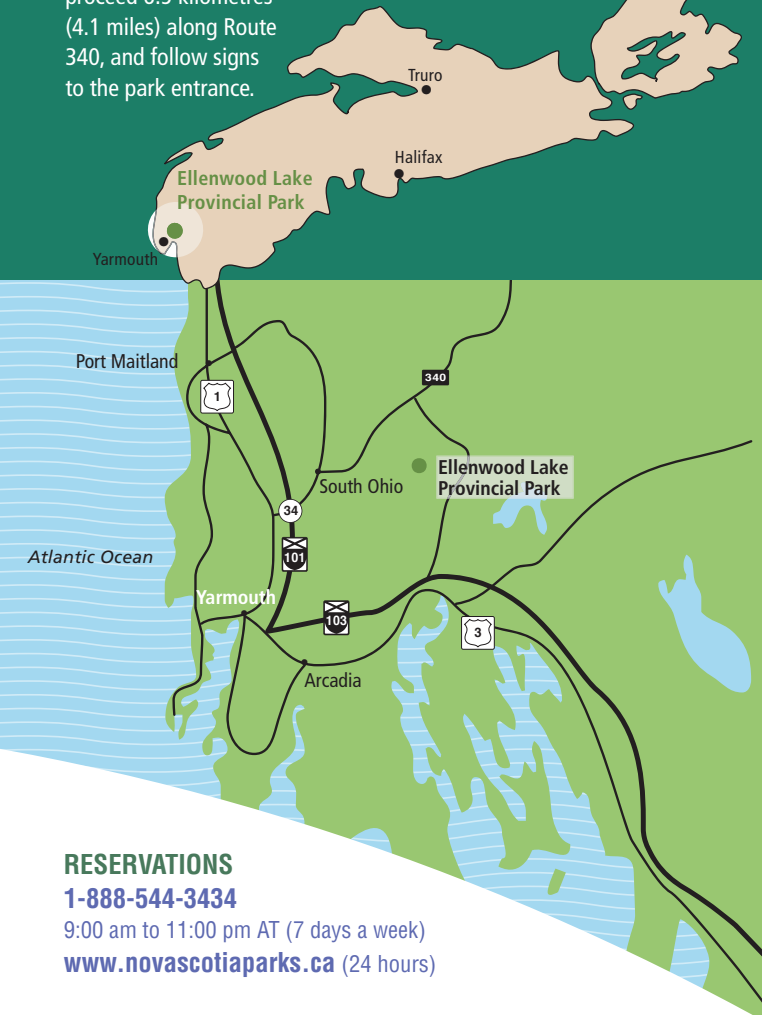 (4.1 miles) along Route
340, and follow signs
to the park entrance.
Truro
Halifax
Ellenwood Lake
Provincial Park
Yarmouth
Port Maitland
1
340
South Ohio
Ellenwood Lake
Provincial Park
34
101
Atlantic Ocean
Yarmouth
103
3
Arcadia
RESERVATIONS
1-888-544-3434
9:00 am to 11:00 pm AT (7 days a week)
www.novascotiaparks.ca (24 hours)